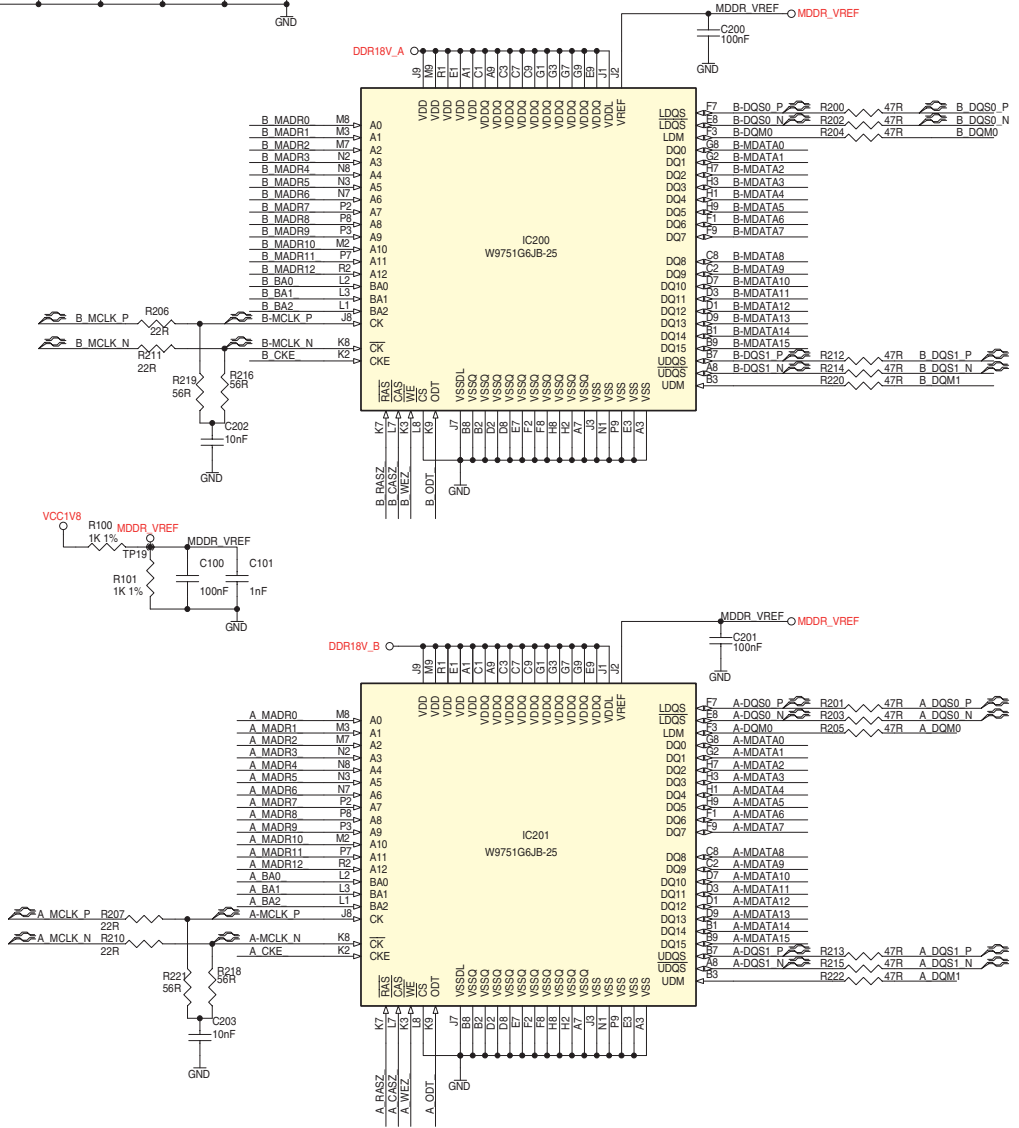 GND
MDDR_VREF MDDR_VREF
C200
100nF
GND
DDR18V_A
J9 M9 R1 E1 A1 C1 A9 C3 C7 C9 G1 G3 G7 G9 E9 J1 J2
VDD VDD VDD VDD VDD VDDQ VDDQ VDDQ VDDQ VDDQ VDDQ VDDQ VDDQ VDDQ VDDQ VDDL VREF
B_MADR0 M8 A0
B_MADR1 M3 A1
B_MADR2 M7 A2
B_MADR3 N2 A3
B_MADR4 N8 A4
B_MADR5 N3 A5
B_MADR6 N7 A6
B_MADR7 P2 A7
B_MADR8 P8 A8
B_MADR9 P3 A9
B_MADR10 M2 A10
B_MADR11 P7 A11
B_MADR12 R2 A12
B_BA0 L2 BA0
B_BA1 L3 BA1
B_BA2 L1 BA2
B_MCLK_P R206 22R B-MCLK_P J8 CK
B_MCLK_N R211 22R B-MCLK_N K8 CK
B_CKE K2 CKE
IC200
W9751G6JB-25
LDQS F7 B-DQS0_P R200 47R B_DQS0_P
LDQS E8 B-DQS0_N R202 47R B_DQS0_N
LDM F3 B-DQM0 R204 47R B_DQM0
DQ0 G8 B-MDATA0
DQ1 G2 B-MDATA1
DQ2 H7 B-MDATA2
DQ3 H3 B-MDATA3
DQ4 H1 B-MDATA4
DQ5 H9 B-MDATA5
DQ6 F1 B-MDATA6
DQ7 F9 B-MDATA7
DQ8 C8 B-MDATA8
DQ9 C2 B-MDATA9
DQ10 D7 B-MDATA10
DQ11 D3 B-MDATA11
DQ12 D1 B-MDATA12
DQ13 D9 B-MDATA13
DQ14 B1 B-MDATA14
DQ15 B9 B-MDATA15
UDQS B7 B-DQS1_P R212 47R B_DQS1_P
UDQS A8 B-DQS1_N R214 47R B_DQS1_N
UDM B3 R220 47R B_DQM1
R219
56R
R216
56R
C202
10nF
GND
RAS CAS WE CS ODT VSSDL VSSQ VSSQ VSSQ VSSQ VSSQ VSSQ VSSQ VSSQ VSSQ VSSQ VSS VSS VSS VSS VSS
K7 L7 K3 L8 K9 J7 B8 B2 D2 D8 E7 F2 F8 H8 H2 A7 J3 N1 P9 E3 A3
B_RASZ B_CASZ B_WEZ B_ODT
GND
VCC1V8
R100
1K 1%
MDDR_VREF
TP19
MDDR_VREF
R101
1K 1%
C100
100nF
C101
1nF
GND
MDDR_VREF MDDR_VREF
C201
100nF
GND
DDR18V_B
J9 M9 R1 E1 A1 C1 A9 C3 C7 C9 G1 G3 G7 G9 E9 J1 J2
VDD VDD VDD VDD VDD VDDQ VDDQ VDDQ VDDQ VDDQ VDDQ VDDQ VDDQ VDDQ VDDQ VDDL VREF
A_MADR0 M8 A0
A_MADR1 M3 A1
A_MADR2 M7 A2
A_MADR3 N2 A3
A_MADR4 N8 A4
A_MADR5 N3 A5
A_MADR6 N7 A6
A_MADR7 P2 A7
A_MADR8 P8 A8
A_MADR9 P3 A9
A_MADR10 M2 A10
A_MADR11 P7 A11
A_MADR12 R2 A12
A_BA0 L2 BA0
A_BA1 L3 BA1
A_BA2 L1 BA2
A_MCLK_P R207 22R A-MCLK_P J8 CK
A_MCLK_N R210 22R A-MCLK_N K8 CK
A_CKE K2 CKE
IC201
W9751G6JB-25
LDQS F7 A-DQS0_P R201 47R A_DQS0_P
LDQS E8 A-DQS0_N R203 47R A_DQS0_N
LDM F3 A-DQM0 R205 47R A_DQM0
DQ0 G8 A-MDATA0
DQ1 G2 A-MDATA1
DQ2 H7 A-MDATA2
DQ3 H3 A-MDATA3
DQ4 H1 A-MDATA4
DQ5 H9 A-MDATA5
DQ6 F1 A-MDATA6
DQ7 F9 A-MDATA7
DQ8 C8 A-MDATA8
DQ9 C2 A-MDATA9
DQ10 D7 A-MDATA10
DQ11 D3 A-MDATA11
DQ12 D1 A-MDATA12
DQ13 D9 A-MDATA13
DQ14 B1 A-MDATA14
DQ15 B9 A-MDATA15
UDQS B7 A-DQS1_P R213 47R A_DQS1_P
UDQS A8 A-DQS1_N R215 47R A_DQS1_N
UDM B3 R222 47R A_DQM1
R221
56R
R218
56R
C203
10nF
GND
RAS CAS WE CS ODT VSSDL VSSQ VSSQ VSSQ VSSQ VSSQ VSSQ VSSQ VSSQ VSSQ VSSQ VSS VSS VSS VSS VSS
K7 L7 K3 L8 K9 J7 B8 B2 D2 D8 E7 F2 F8 H8 H2 A7 J3 N1 P9 E3 A3
A_RASZ A_CASZ A_WEZ A_ODT
GND